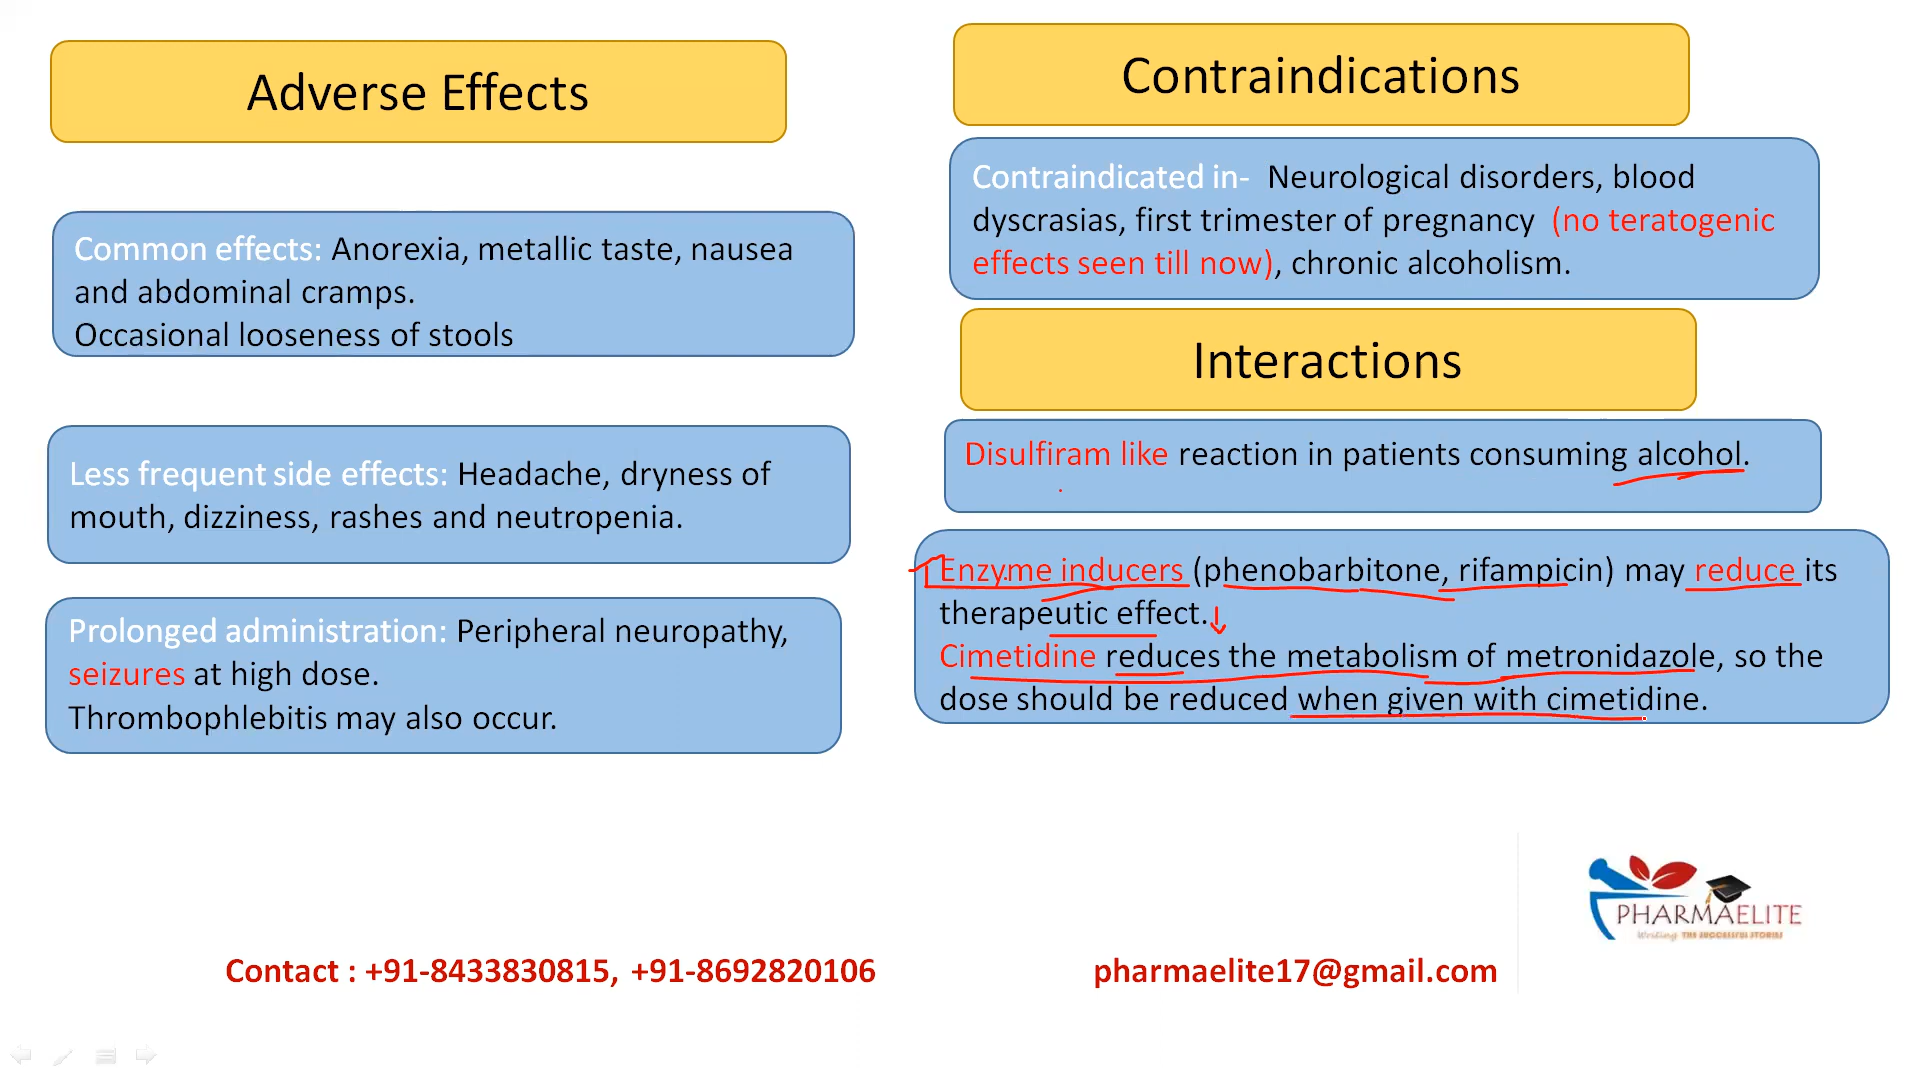 Adverse Effects
Common effects: Anorexia, metallic taste, nausea
and abdominal cramps.
Occasional looseness of stools
Less frequent side effects: Headache, dryness of
mouth, dizziness, rashes and neutropenia.
Prolonged administration: Peripheral neuropathy,
seizures at high dose.
Thrombophlebitis may also occur.
Contraindications
Contraindicated in- Neurological disorders, blood
dyscrasias, first trimester of pregnancy (no teratogenic
effects seen till now), chronic alcoholism.
Interactions
Disulfiram like reaction in patients consuming alcohol.
Enzyme inducers (phenobarbitone, rifampicin) may reduce its
therapeutic effect.
Cimetidine reduces the metabolism of metronidazole, so the
dose should be reduced when given with cimetidine.
PHARMAELITE
Writing THE SUCCESSFUL STORIES
Contact : +91-8433830815, +91-8692820106
pharmaelite17@gmail.com